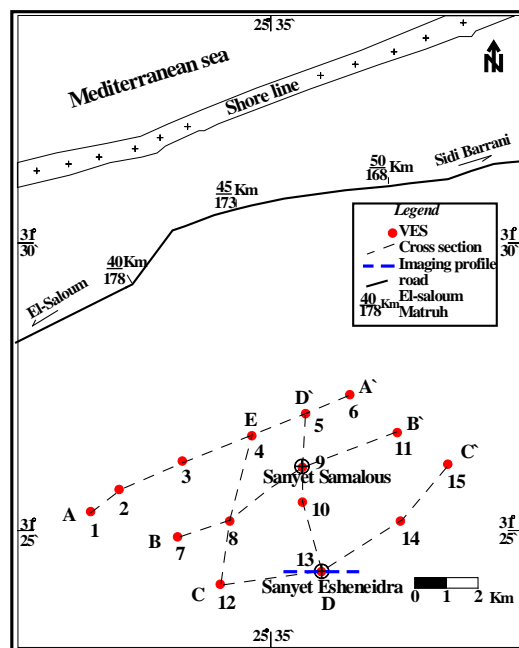 25° 35`
Mediterranean sea
N
Shore line
Sidi Barrani
50 Km
168
45 Km
173
31°
30`
31°
30`
40 Km
178
El-Saloum
Legend
VES
Cross section
Imaging profile
road
40 Km El-saloum
178 Matruh
A`
D`
6
E
5
B`
4
C`
3
9
11
Sanyet Samalous
15
2
A
10
1
31°
25`
31°
25`
B
8
14
7
13
C
Sanyet Esheneidra
12
D
0 1 2
Km
25° 35`